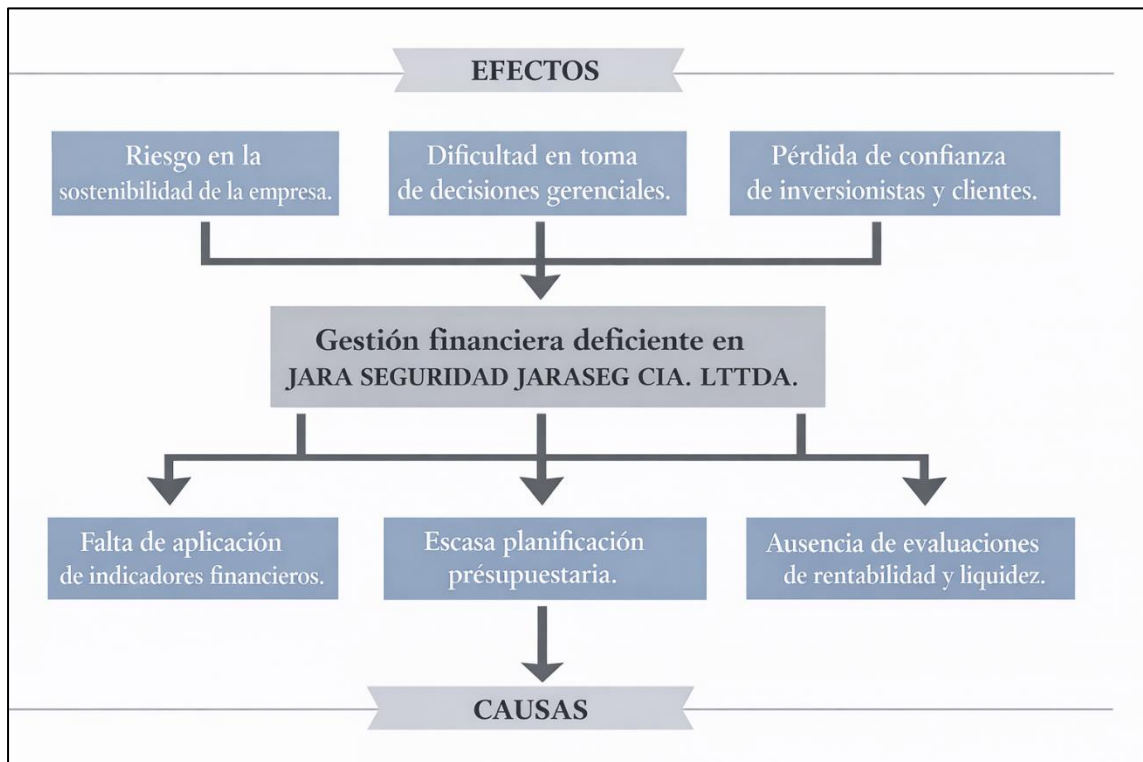 EFECTOS
Riesgo en la
sostenibilidad de la empresa.
Dificultad en toma
de decisiones gerenciales.
Pérdida de confianza
de inversionistas y clientes.
Gestión financiera deficiente en
JARA SEGURIDAD JARASEG CIA. LTTDA.
Falta de aplicación
de indicadores financieros.
Escasa planificación
présupuestaria.
Ausencia de evaluaciones
de rentabilidad y liquidez.
CAUSAS